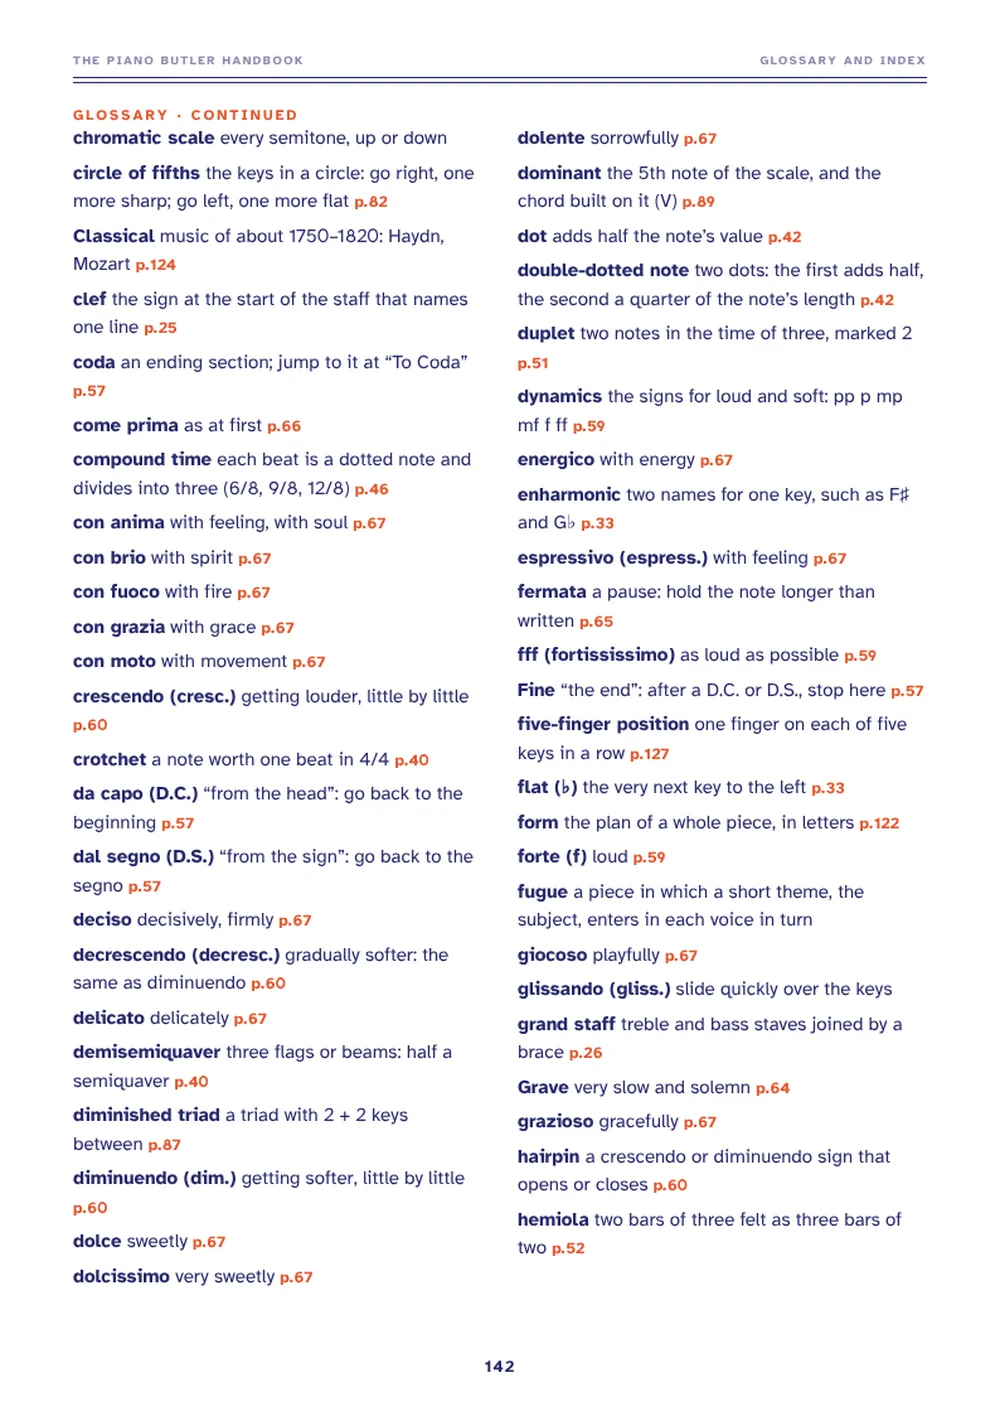 THE PIANO BUTLER HANDBOOK
GLOSSARY AND INDEX
GLOSSARY · CONTINUED
chromatic scale every semitone, up or down
circle of fifths the keys in a circle: go right, one
more sharp; go left, one more flat p.82
Classical music of about 1750–1820: Haydn,
Mozart p.124
clef the sign at the start of the staff that names
one line p.25
coda an ending section; jump to it at “To Coda”
p.57
come prima as at first p.66
compound time each beat is a dotted note and
divides into three (6/8, 9/8, 12/8) p.46
con anima with feeling, with soul p.67
con brio with spirit p.67
con fuoco with fire p.67
con grazia with grace p.67
con moto with movement p.67
crescendo (cresc.) getting louder, little by little
p.60
crotchet a note worth one beat in 4/4 p.40
da capo (D.C.) “from the head”: go back to the
beginning p.57
dal segno (D.S.) “from the sign”: go back to the
segno p.57
deciso decisively, firmly p.67
decrescendo (decresc.) gradually softer: the
same as diminuendo p.60
delicato delicately p.67
demisemiquaver three flags or beams: half a
semiquaver p.40
diminished triad a triad with 2 + 2 keys
between p.87
diminuendo (dim.) getting softer, little by little
p.60
dolce sweetly p.67
dolcissimo very sweetly p.67
dolente sorrowfully p.67
dominant the 5th note of the scale, and the
chord built on it (V) p.89
dot adds half the note’s value p.42
double-dotted note two dots: the first adds half,
the second a quarter of the note’s length p.42
duplet two notes in the time of three, marked 2
p.51
dynamics the signs for loud and soft: pp p mp
mf f ff p.59
energico with energy p.67
enharmonic two names for one key, such as F♯
and G♭ p.33
espressivo (espress.) with feeling p.67
fermata a pause: hold the note longer than
written p.65
fff (fortississimo) as loud as possible p.59
Fine “the end”: after a D.C. or D.S., stop here p.57
five-finger position one finger on each of five
keys in a row p.127
flat (♭) the very next key to the left p.33
form the plan of a whole piece, in letters p.122
forte (f) loud p.59
fugue a piece in which a short theme, the
subject, enters in each voice in turn
giocoso playfully p.67
glissando (gliss.) slide quickly over the keys
grand staff treble and bass staves joined by a
brace p.26
Grave very slow and solemn p.64
grazioso gracefully p.67
hairpin a crescendo or diminuendo sign that
opens or closes p.60
hemiola two bars of three felt as three bars of
two p.52
142